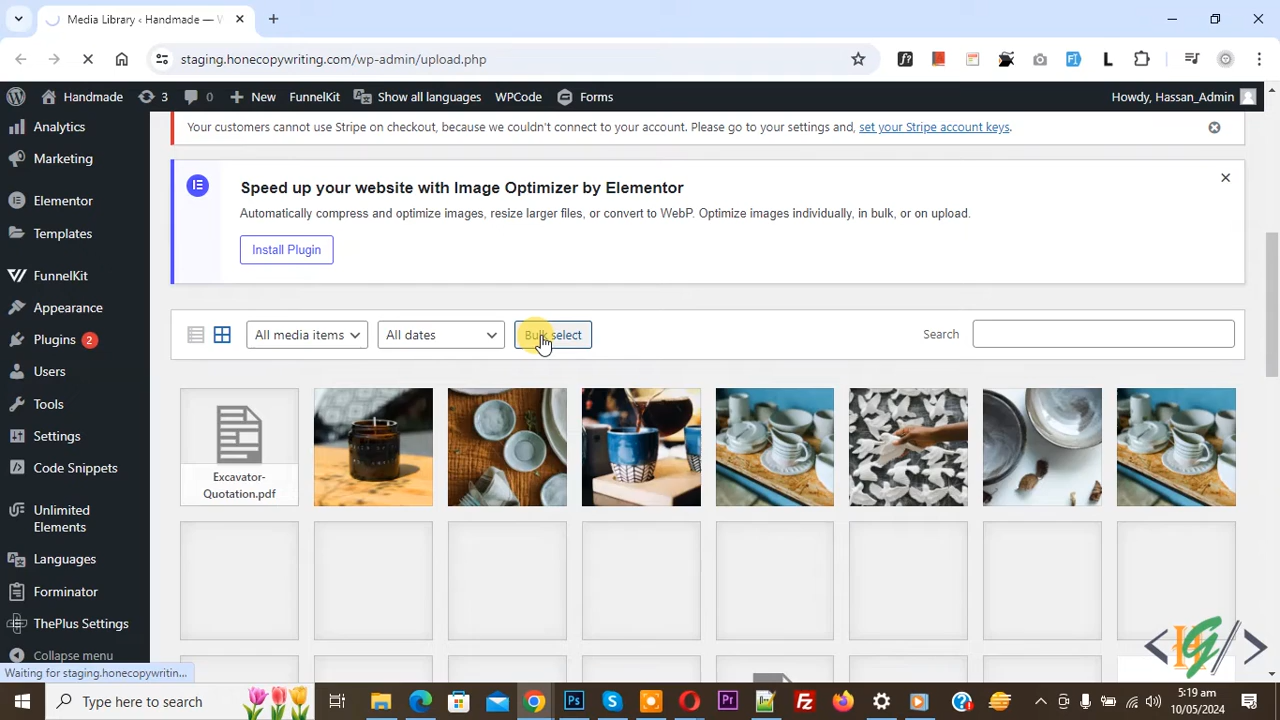 Media Library ‹ Handmade — W
staging.honecopywriting.com/wp-admin/upload.php
Handmade 3 0 New FunnelKit Show all languages WPCode Forms Howdy, Hassan_Admin
Analytics
Marketing
Elementor
Templates
FunnelKit
Appearance
Plugins 2
Users
Tools
Settings
Code Snippets
Unlimited
Elements
Languages
Forminator
ThePlus Settings
Collapse menu
Your customers cannot use Stripe on checkout, because we couldn't connect to your account. Please go to your settings and, set your Stripe account keys.
Speed up your website with Image Optimizer by Elementor
Automatically compress and optimize images, resize larger files, or convert to WebP. Optimize images individually, in bulk, or on upload.
Install Plugin
All media items All dates Bulk select Search
Excavator-
Quotation.pdf
Waiting for staging.honecopywritin...
Type here to search
5:19 am
10/05/2024